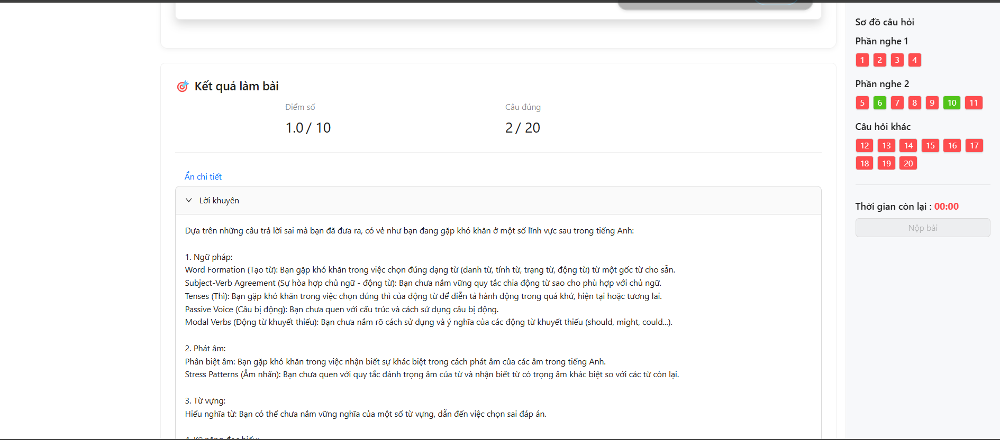 Sơ đồ câu hỏi
Phần nghe 1
1 2 3 4
Phần nghe 2
5 6 7 8 9 10 11
Câu hỏi khác
12 13 14 15 16 17
18 19 20
Thời gian còn lại : 00:00
Nộp bài
Kết quả làm bài
Điểm số
1.0 / 10
Câu đúng
2 / 20
Ẩn chi tiết
Lời khuyên
Dựa trên những câu trả lời sai mà bạn đã đưa ra, có vẻ như bạn đang gặp khó khăn ở một số lĩnh vực sau trong tiếng Anh:
1. Ngữ pháp:
Word Formation (Tạo từ): Bạn gặp khó khăn trong việc chọn đúng dạng từ (danh từ, tính từ, trạng từ, động từ) từ một gốc từ cho sẵn.
Subject-Verb Agreement (Sự hòa hợp chủ ngữ - động từ): Bạn chưa nắm vững quy tắc chia động từ sao cho phù hợp với chủ ngữ.
Tenses (Thì): Bạn gặp khó khăn trong việc chọn đúng thì của động từ để diễn tả hành động trong quá khứ, hiện tại hoặc tương lai.
Passive Voice (Câu bị động): Bạn chưa quen với cấu trúc và cách sử dụng câu bị động.
Modal Verbs (Động từ khuyết thiếu): Bạn chưa nắm rõ cách sử dụng và ý nghĩa của các động từ khuyết thiếu (should, might, could...).
2. Phát âm:
Phân biệt âm: Bạn gặp khó khăn trong việc nhận biết sự khác biệt trong cách phát âm của các âm trong tiếng Anh.
Stress Patterns (Âm nhấn): Bạn chưa quen với quy tắc đánh trọng âm của từ và nhận biết từ có trọng âm khác biệt so với các từ còn lại.
3. Từ vựng:
Hiểu nghĩa từ: Bạn có thể chưa nắm vững nghĩa của một số từ vựng, dẫn đến việc chọn sai đáp án.
4. Kỹ năng đọc hiểu: